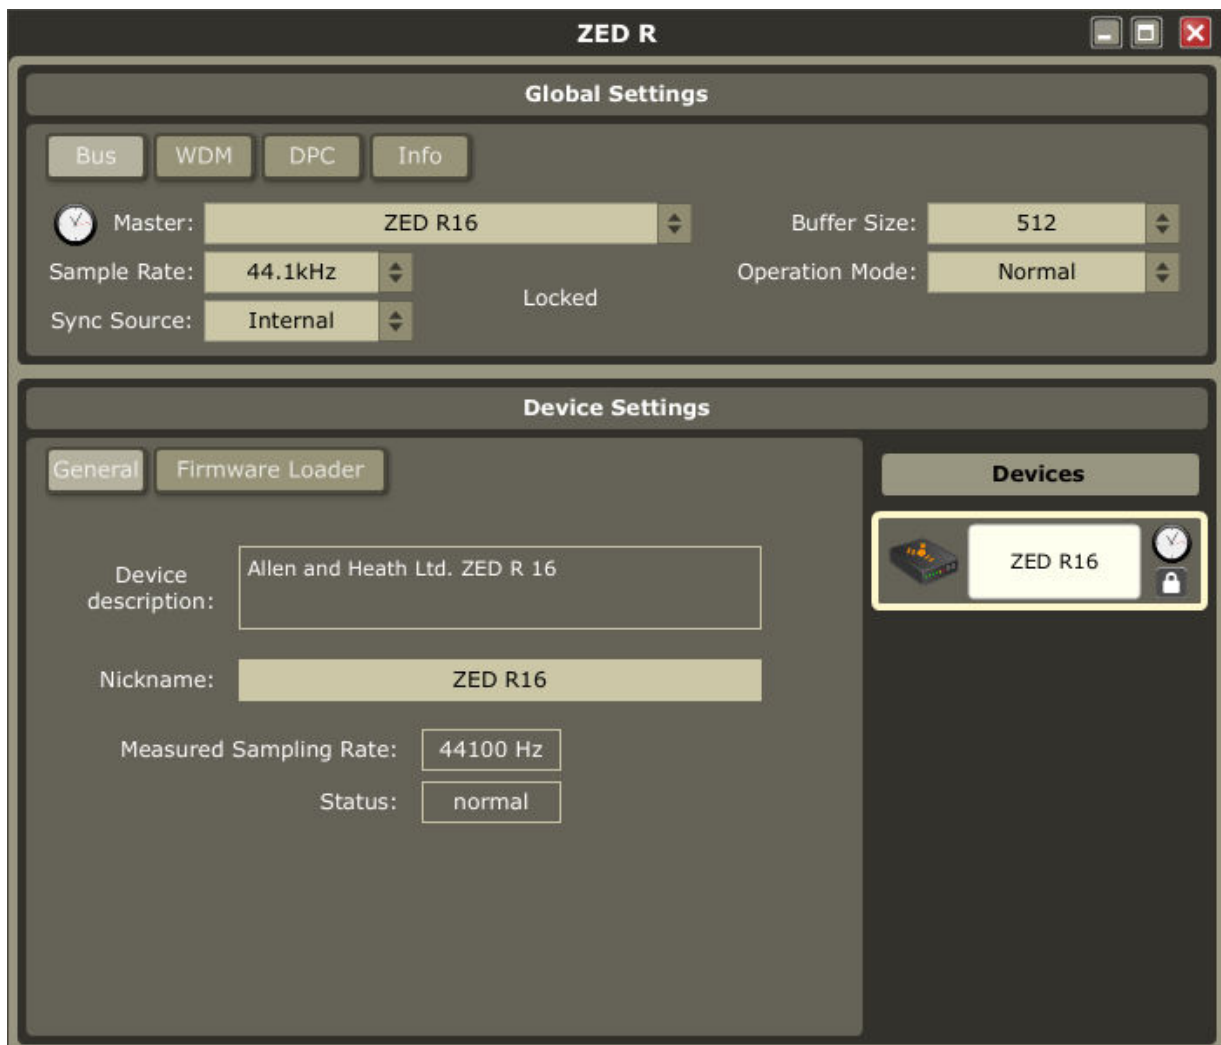 ZED R
Global Settings
Bus WDM DPC Info
Master: ZED R16 Buffer Size: 512
Sample Rate: 44.1kHz Operation Mode: Normal
Locked
Sync Source: Internal
Device Settings
General Firmware Loader
Devices
ZED R16
Device
description:
Allen and Heath Ltd. ZED R 16
Nickname: ZED R16
Measured Sampling Rate: 44100 Hz
Status: normal